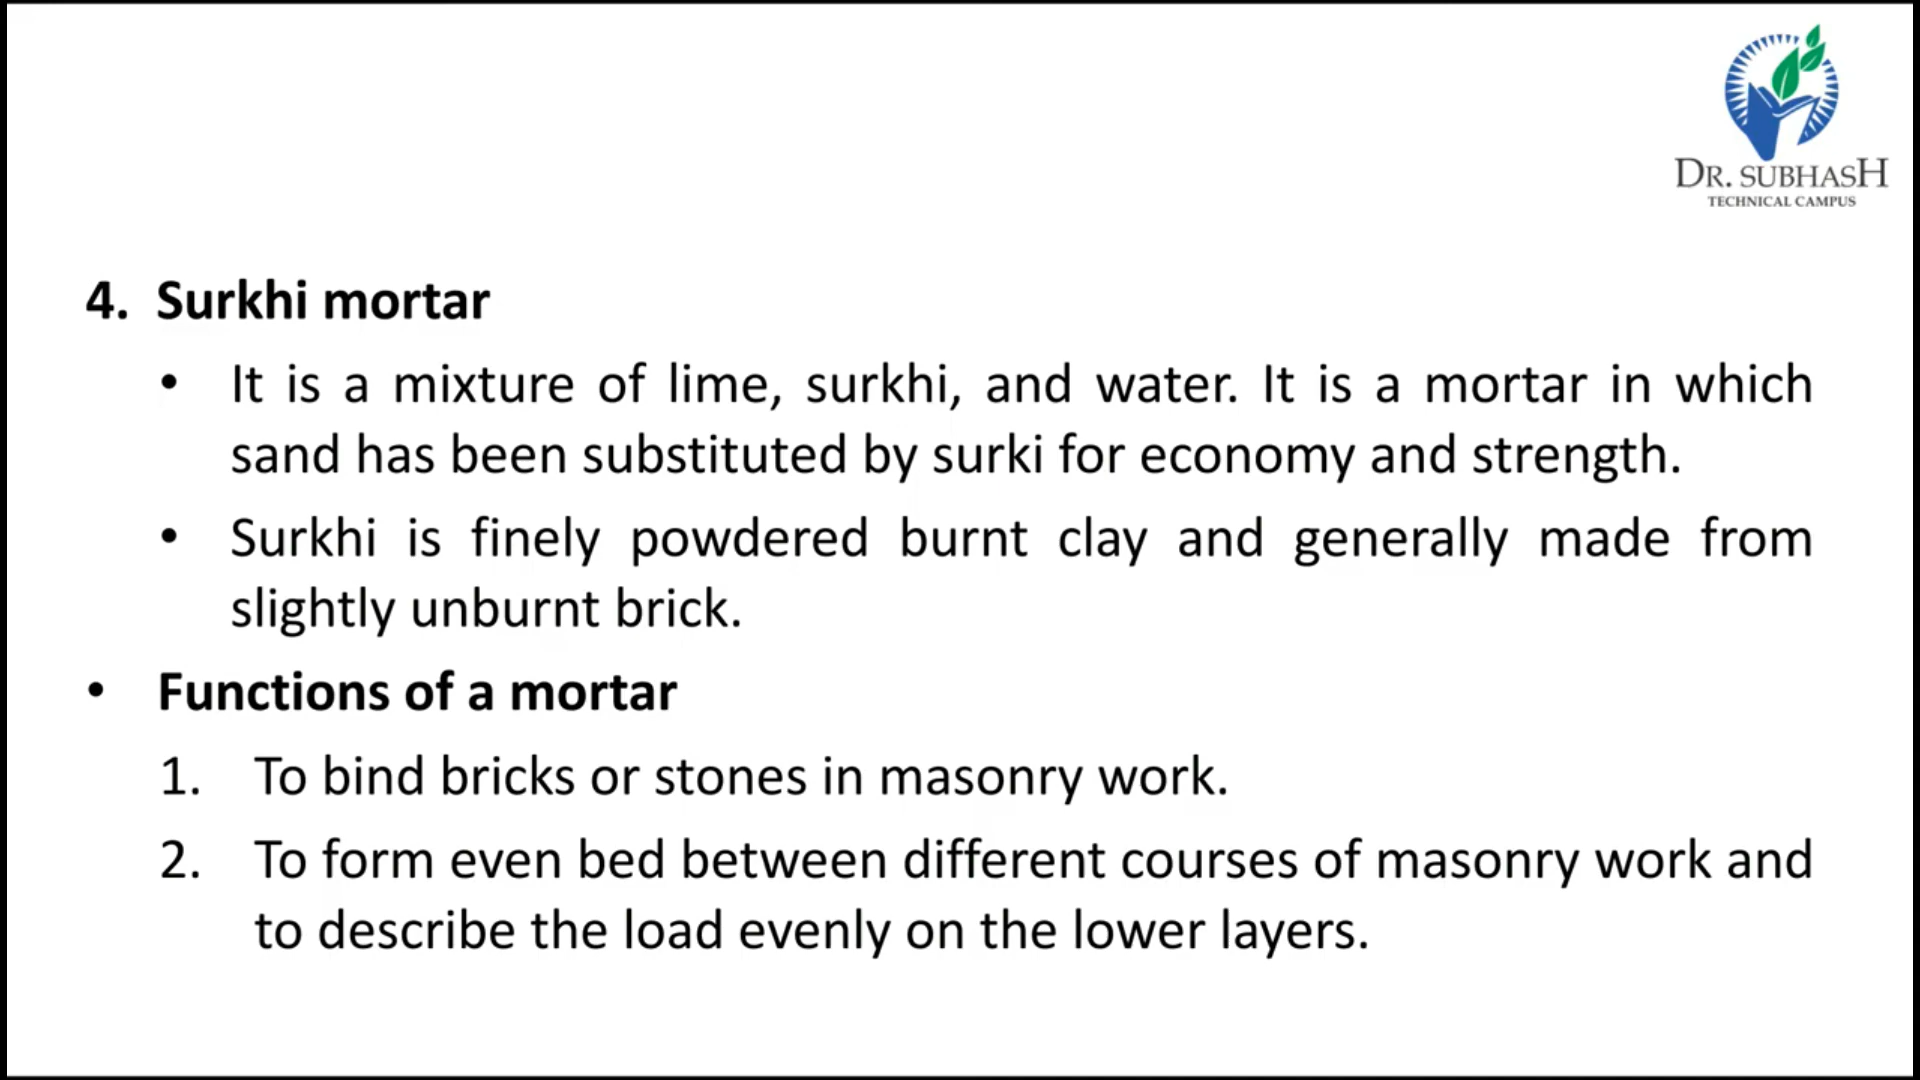 DR. SUBHASH
TECHNICAL CAMPUS
4. Surkhi mortar
• It is a mixture of lime, surkhi, and water. It is a mortar in which
sand has been substituted by surki for economy and strength.
• Surkhi is finely powdered burnt clay and generally made from
slightly unburnt brick.
• Functions of a mortar
1. To bind bricks or stones in masonry work.
2. To form even bed between different courses of masonry work and
to describe the load evenly on the lower layers.